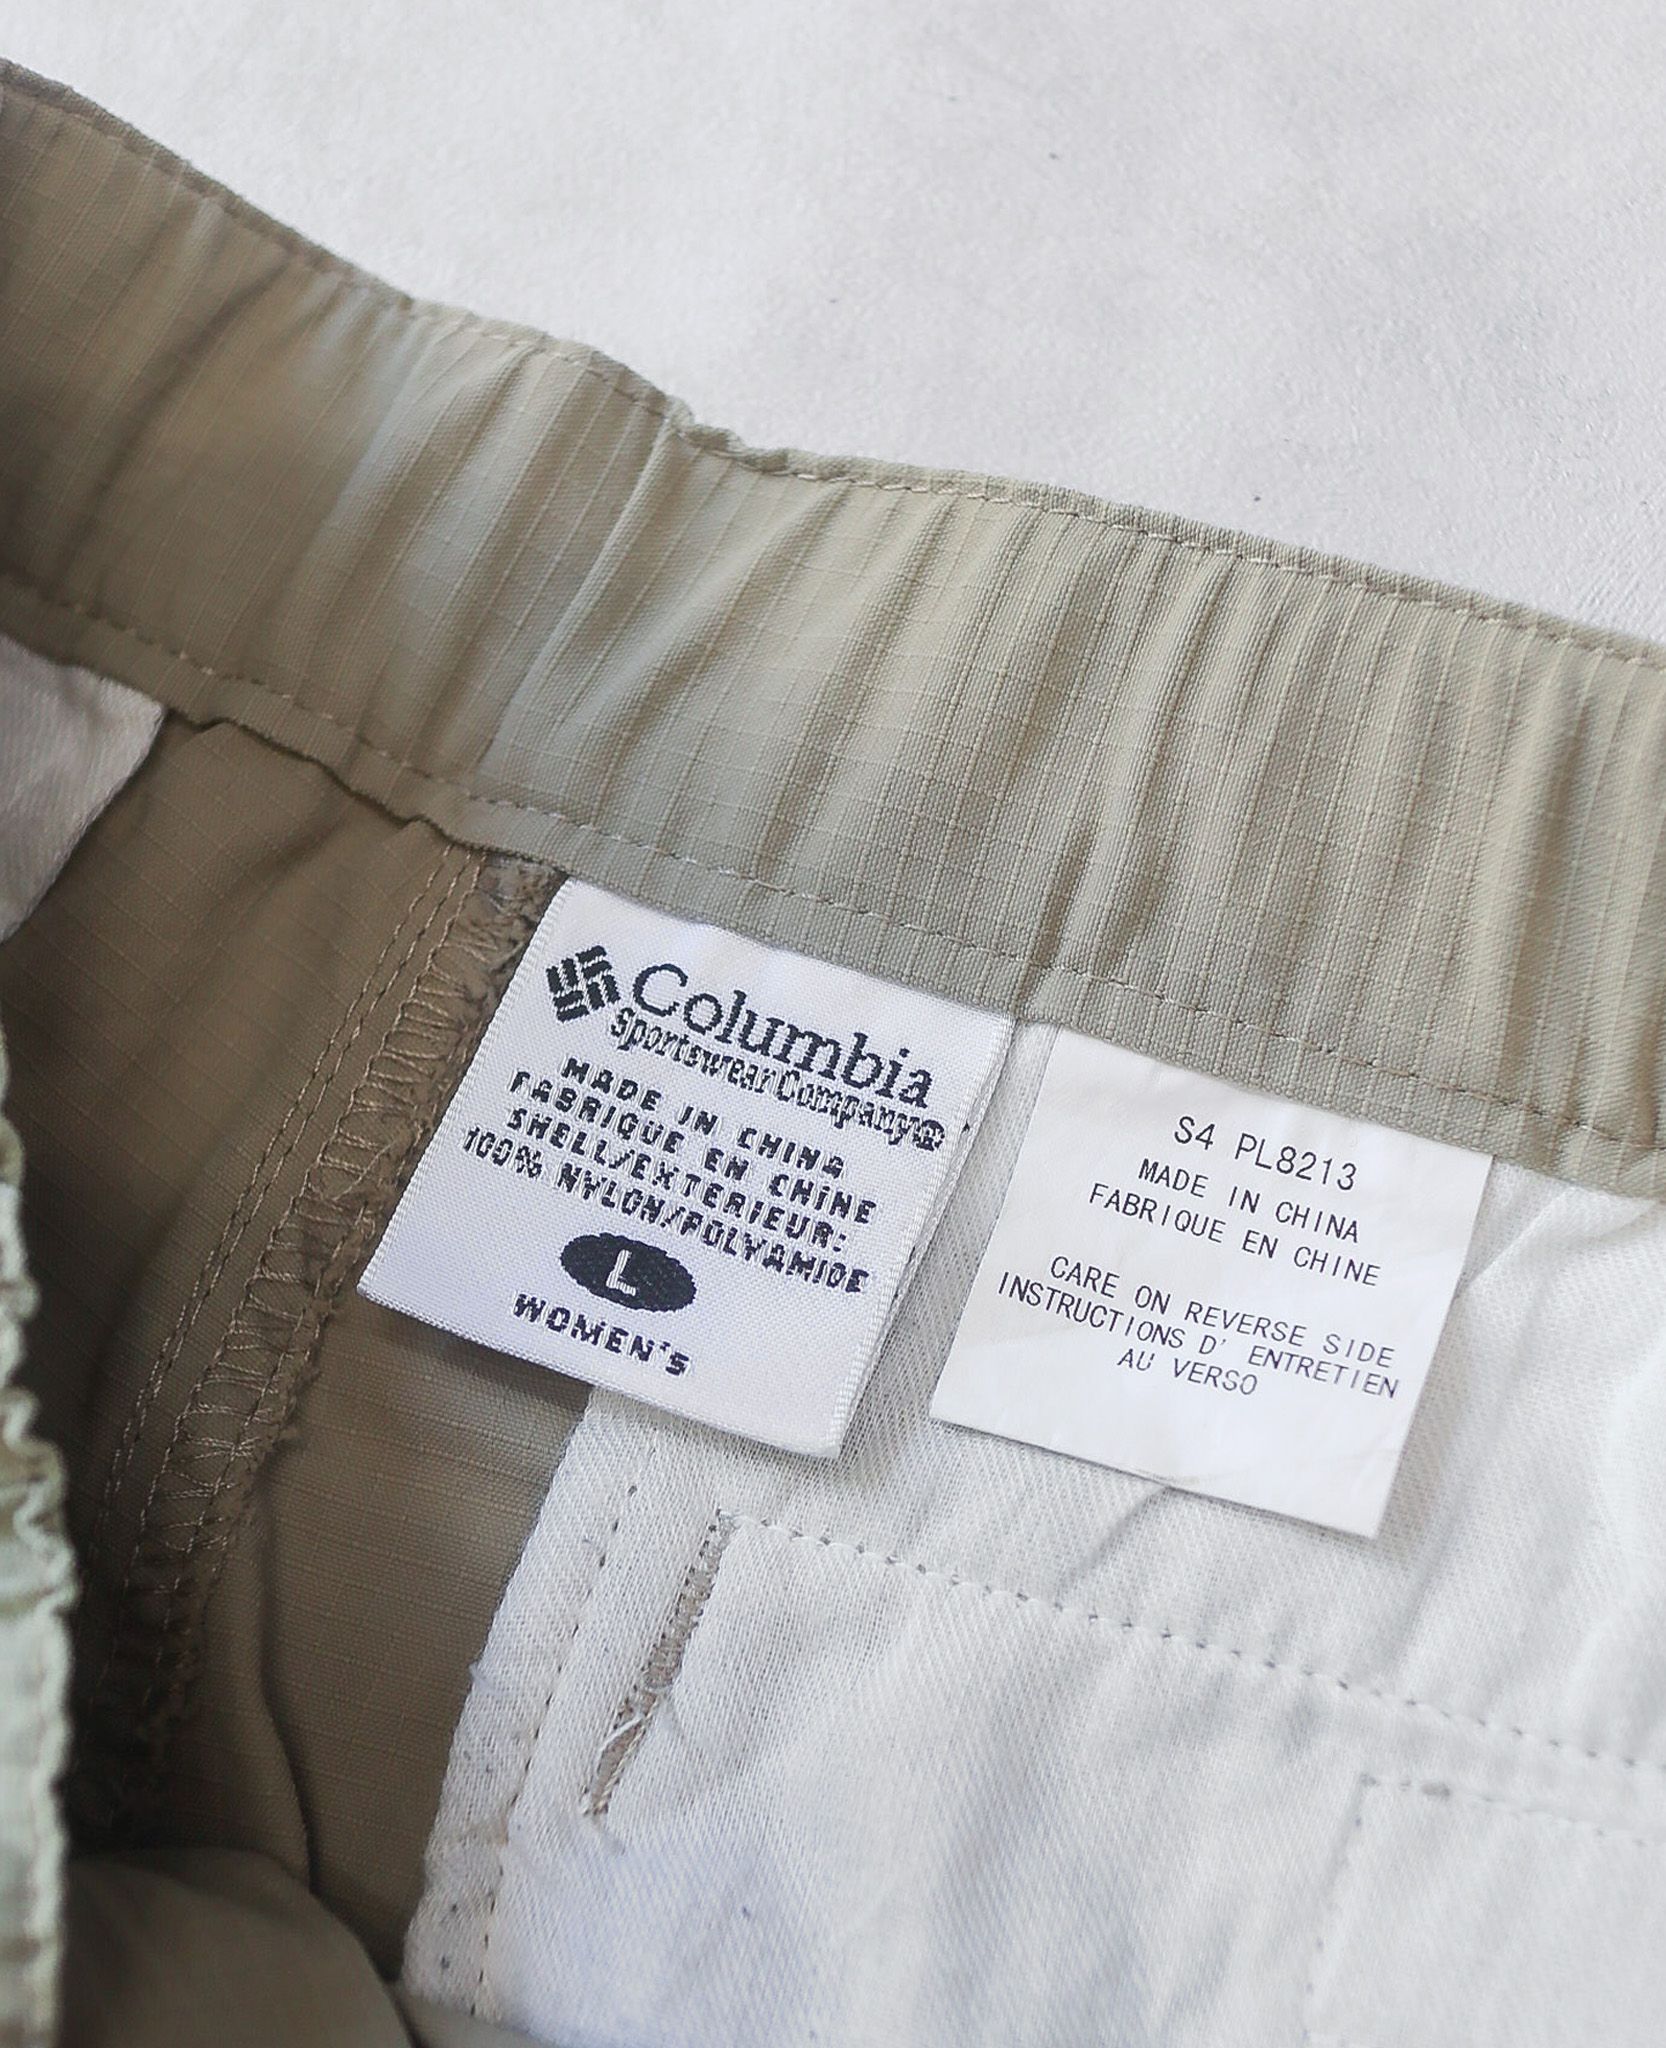 Columbia
Sportswear Company®
MADE IN CHINA
FABRIQUE EN CHINE
SHELL/EXTERIEUR:
100% NYLON/POLYAMIDE
L
WOMEN'S
S4 PL8213
MADE IN CHINA
FABRIQUE EN CHINE
CARE ON REVERSE SIDE
INSTRUCTIONS D' ENTRETIEN
AU VERSO